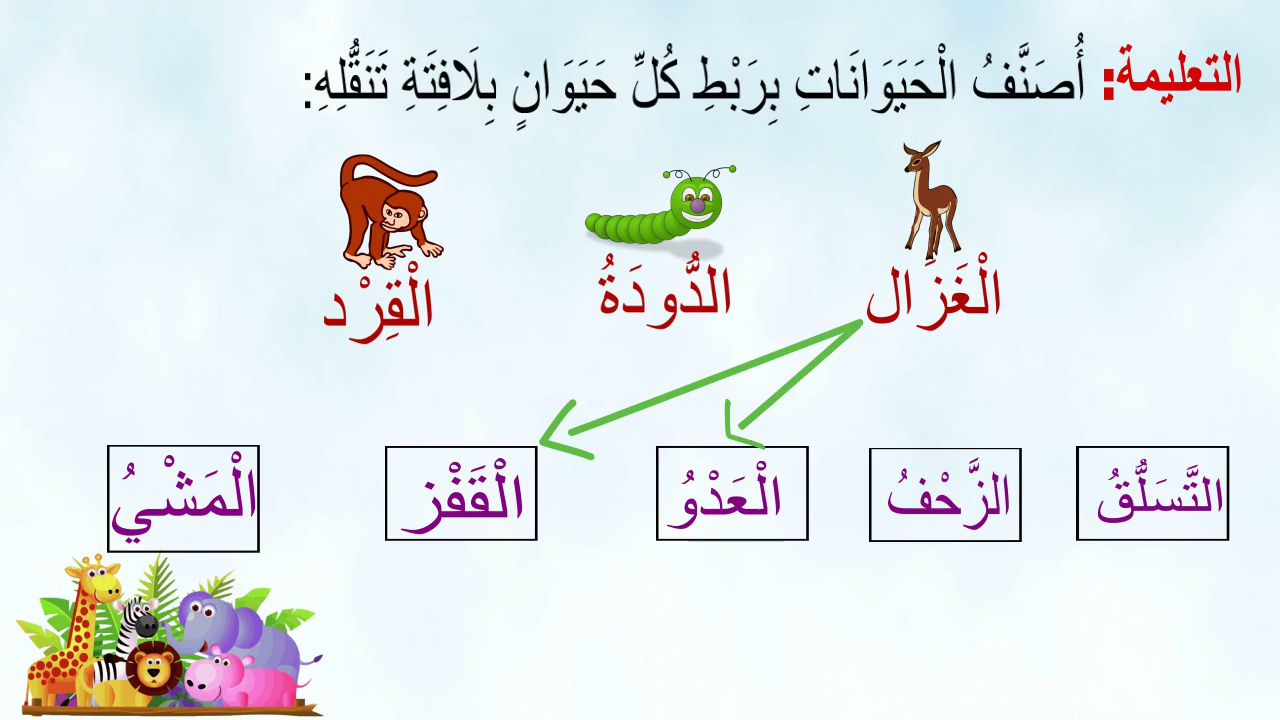 التعليمة: أُصَنَّفُ الْحَيَوَانَاتِ بِرَبْطِ كُلِّ حَيَوَانٍ بِلَافِتَةِ تَنَقُّلِهِ:
الْغَزَال الدُّودَةُ الْقِرْد
التَّسَلُّقُ الزَّحْفُ الْعَدْوُ الْقَفْز الْمَشْيُ